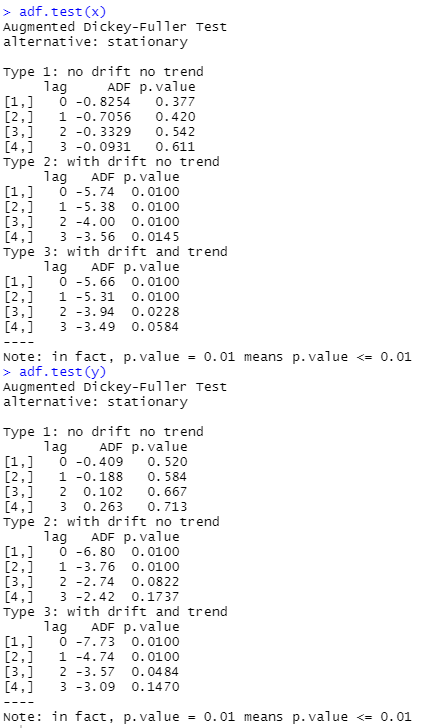 > adf.test(x)
Augmented Dickey-Fuller Test
alternative: stationary

Type 1: no drift no trend
     lag     ADF p.value
[1,]   0 -0.8254   0.377
[2,]   1 -0.7056   0.420
[3,]   2 -0.3329   0.542
[4,]   3 -0.0931   0.611
Type 2: with drift no trend
     lag   ADF p.value
[1,]   0 -5.74  0.0100
[2,]   1 -5.38  0.0100
[3,]   2 -4.00  0.0100
[4,]   3 -3.56  0.0145
Type 3: with drift and trend
     lag   ADF p.value
[1,]   0 -5.66  0.0100
[2,]   1 -5.31  0.0100
[3,]   2 -3.94  0.0228
[4,]   3 -3.49  0.0584
----
Note: in fact, p.value = 0.01 means p.value <= 0.01
> adf.test(y)
Augmented Dickey-Fuller Test
alternative: stationary

Type 1: no drift no trend
     lag    ADF p.value
[1,]   0 -0.409   0.520
[2,]   1 -0.188   0.584
[3,]   2  0.102   0.667
[4,]   3  0.263   0.713
Type 2: with drift no trend
     lag   ADF p.value
[1,]   0 -6.80  0.0100
[2,]   1 -3.76  0.0100
[3,]   2 -2.74  0.0822
[4,]   3 -2.42  0.1737
Type 3: with drift and trend
     lag   ADF p.value
[1,]   0 -7.73  0.0100
[2,]   1 -4.74  0.0100
[3,]   2 -3.57  0.0484
[4,]   3 -3.09  0.1470
----
Note: in fact, p.value = 0.01 means p.value <= 0.01